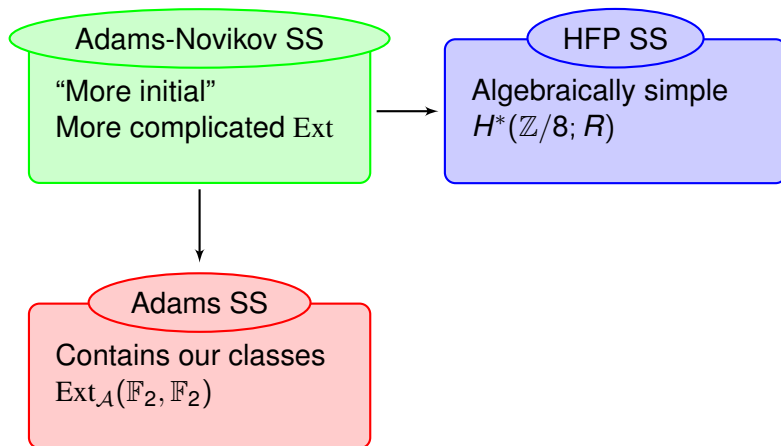 Adams-Novikov SS
“More initial”
More complicated Ext
HFP SS
Algebraically simple
H*(ℤ/8; R)
Adams SS
Contains our classes
Ext_𝒜(𝔽₂, 𝔽₂)